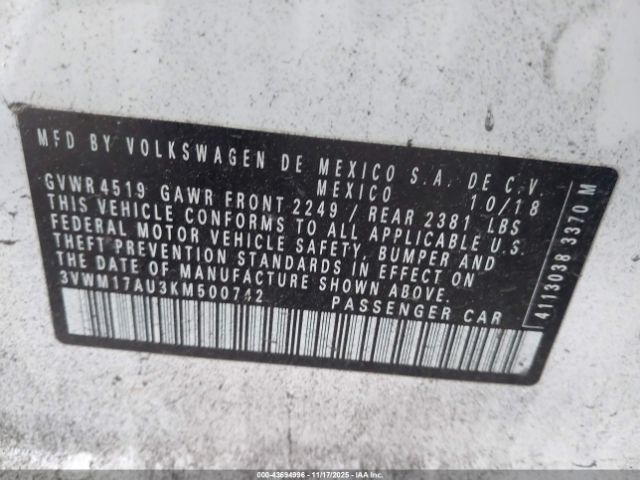 MFD BY VOLKSWAGEN DE MEXICO S.A. DE C.V.
MEXICO 10/18
GVWR 4519 GAWR FRONT 2249 / REAR 2381 LBS
THIS VEHICLE CONFORMS TO ALL APPLICABLE U.S.
FEDERAL MOTOR VEHICLE SAFETY, BUMPER AND
THEFT PREVENTION STANDARDS IN EFFECT ON
THE DATE OF MANUFACTURE SHOWN ABOVE.
3VWM17AU3KM500742 PASSENGER CAR
4113038 3370 M
000-43694996 - 11/17/2025 - IAAI.COM